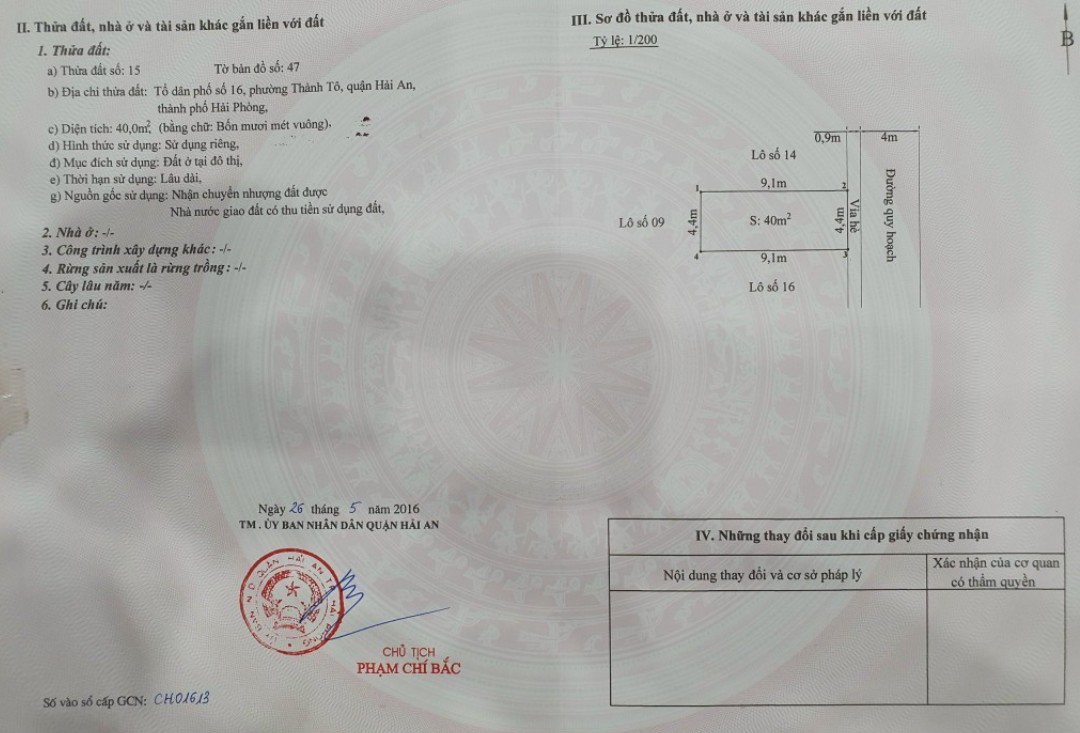 II. Thửa đất, nhà ở và tài sản khác gắn liền với đất
1. Thửa đất:
a) Thửa đất số: 15 Tờ bản đồ số: 47
b) Địa chỉ thửa đất: Tổ dân phố số 16, phường Thành Tô, quận Hải An,
thành phố Hải Phòng,
c) Diện tích: 40,0m², (bằng chữ: Bốn mươi mét vuông),
d) Hình thức sử dụng: Sử dụng riêng,
đ) Mục đích sử dụng: Đất ở tại đô thị,
e) Thời hạn sử dụng: Lâu dài,
g) Nguồn gốc sử dụng: Nhận chuyển nhượng đất được
Nhà nước giao đất có thu tiền sử dụng đất,
2. Nhà ở: -/-
3. Công trình xây dựng khác: -/-
4. Rừng sản xuất là rừng trồng: -/-
5. Cây lâu năm: -/-
6. Ghi chú:
Ngày 26 tháng 5 năm 2016
TM . ỦY BAN NHÂN DÂN QUẬN HẢI AN
CHỦ TỊCH
PHẠM CHÍ BẮC
Số vào sổ cấp GCN: CH01613
III. Sơ đồ thửa đất, nhà ở và tài sản khác gắn liền với đất
Tỷ lệ: 1/200
B
0,9m 4m
Lô số 14
9,1m
1 2
Lô số 09
4,4m
S: 40m²
4,4m
Vỉa hè
Đường quy hoạch
4 3
9,1m
Lô số 16
IV. Những thay đổi sau khi cấp giấy chứng nhận
Nội dung thay đổi và cơ sở pháp lý
Xác nhận của cơ quan
có thẩm quyền